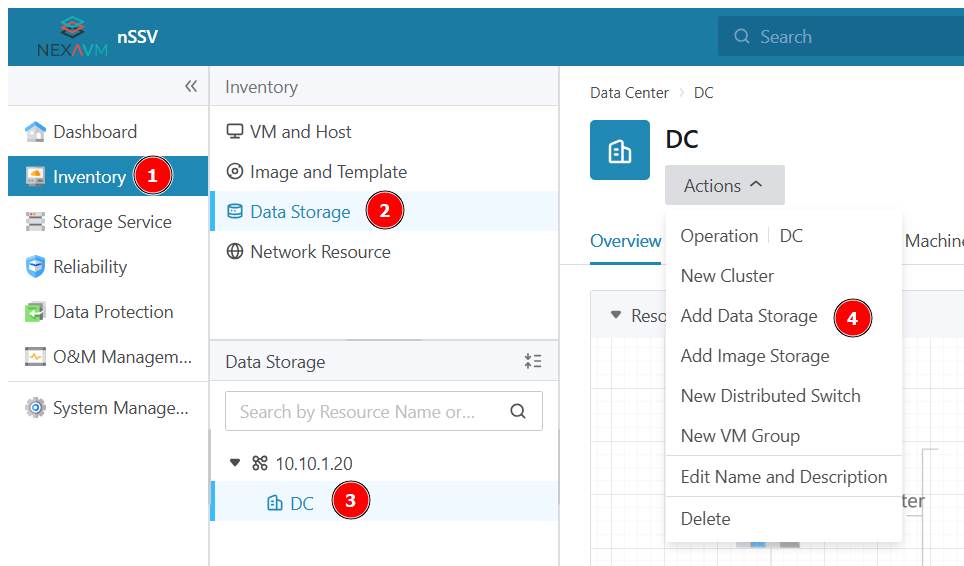 NEXAVM nSSV
Search
Inventory
Data Center > DC
Dashboard
Inventory 1
Storage Service
Reliability
Data Protection
O&M Managem...
System Manage...
VM and Host
Image and Template
Data Storage 2
Network Resource
Data Storage
Search by Resource Name or...
10.10.1.20
DC 3
DC
Actions
Overview
Machine
Reso
Operation | DC
New Cluster
Add Data Storage 4
Add Image Storage
New Distributed Switch
New VM Group
Edit Name and Description
Delete
ter